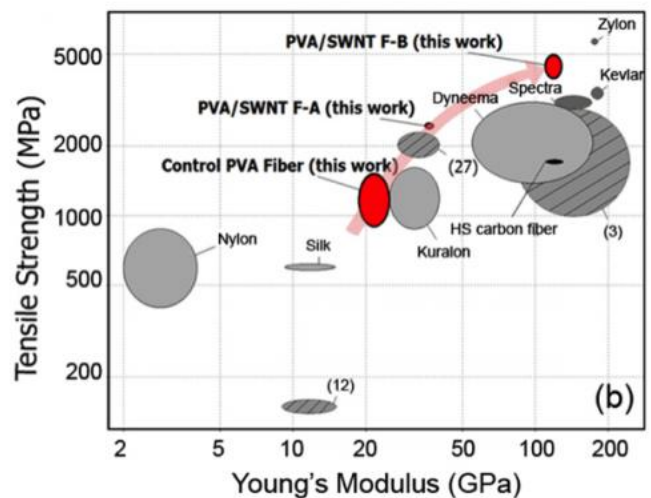 Zylon
PVA/SWNT F-B (this work)
5000
Spectra
Kevlar
PVA/SWNT F-A (this work)
Dyneema
2000
Control PVA Fiber (this work)
(27)
1000
HS carbon fiber
(3)
Nylon
Silk
Kuralon
500
200
(12)
(b)
2 5 10 20 50 100 200
Tensile Strength (MPa)
Young's Modulus (GPa)